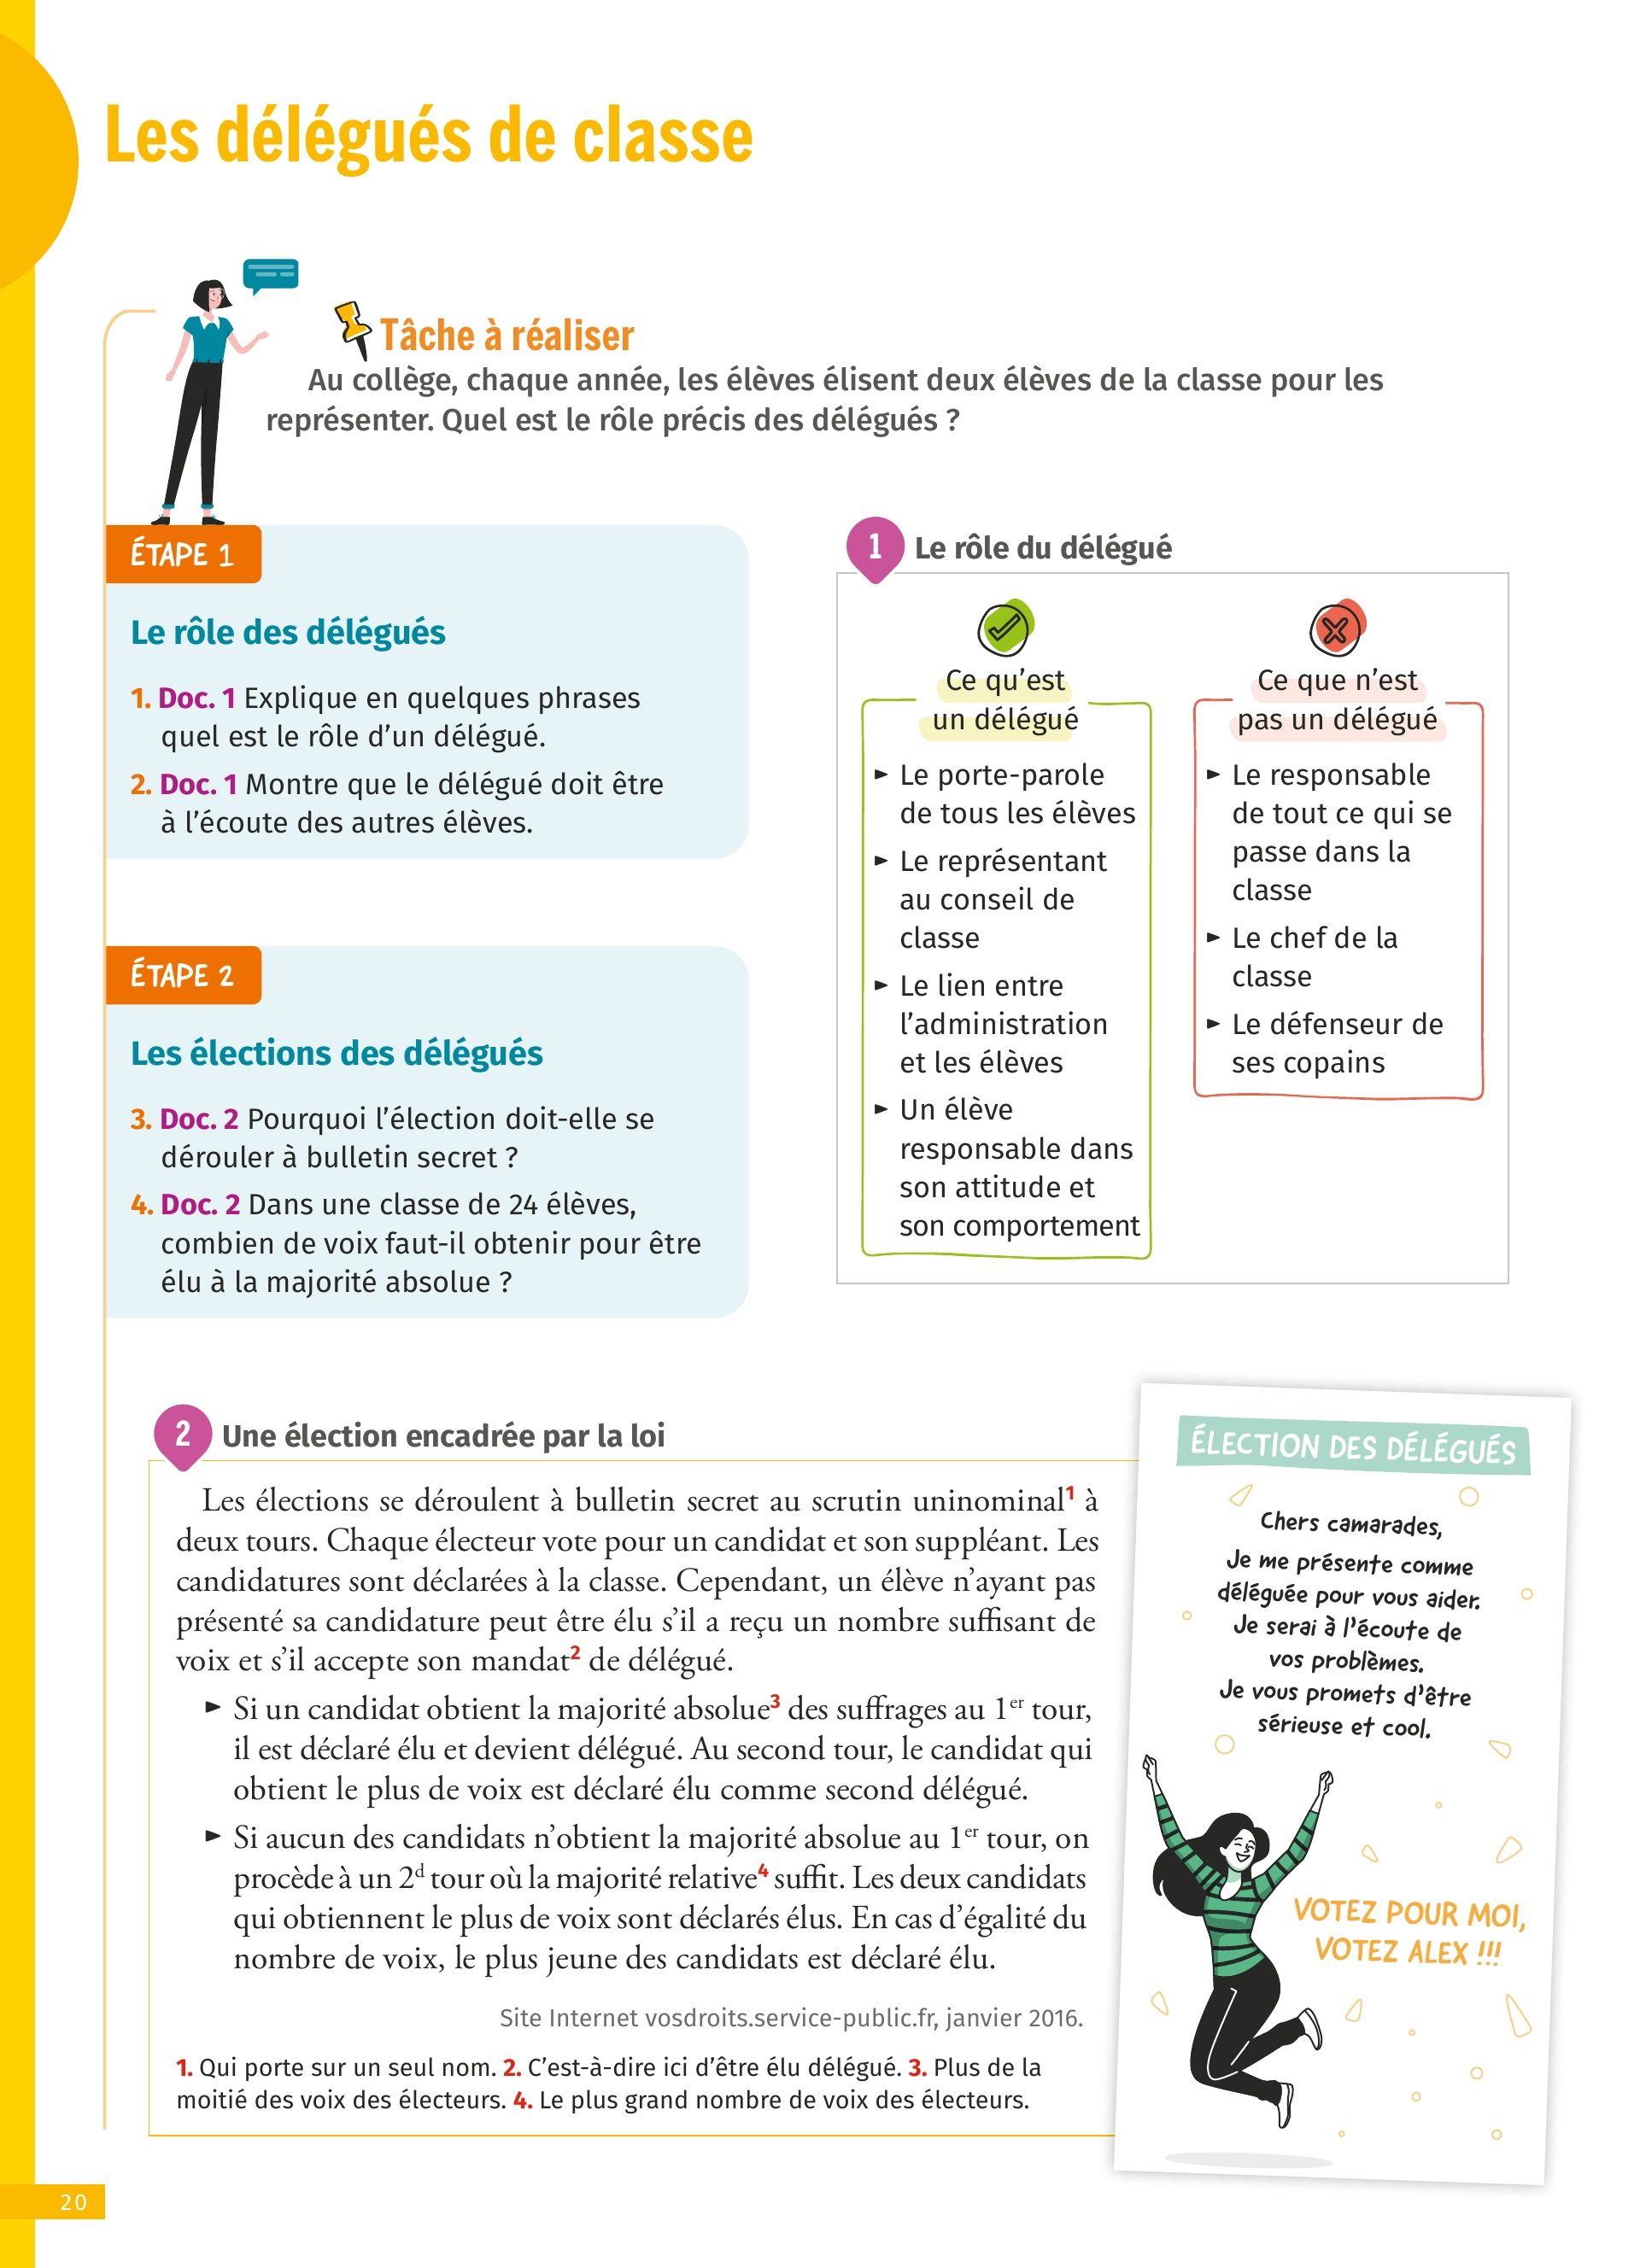 Les délégués de classe
Tâche à réaliser
Au collège, chaque année, les élèves élisent deux élèves de la classe pour les
représenter. Quel est le rôle précis des délégués ?
ÉTAPE 1
Le rôle des délégués
1. Doc. 1 Explique en quelques phrases
quel est le rôle d’un délégué.
2. Doc. 1 Montre que le délégué doit être
à l’écoute des autres élèves.
ÉTAPE 2
Les élections des délégués
3. Doc. 2 Pourquoi l’élection doit-elle se
dérouler à bulletin secret ?
4. Doc. 2 Dans une classe de 24 élèves,
combien de voix faut-il obtenir pour être
élu à la majorité absolue ?
1 Le rôle du délégué
Ce qu’est
un délégué
► Le porte-parole
de tous les élèves
► Le représentant
au conseil de
classe
► Le lien entre
l’administration
et les élèves
► Un élève
responsable dans
son attitude et
son comportement
Ce que n’est
pas un délégué
► Le responsable
de tout ce qui se
passe dans la
classe
► Le chef de la
classe
► Le défenseur de
ses copains
2 Une élection encadrée par la loi
Les élections se déroulent à bulletin secret au scrutin uninominal1 à
deux tours. Chaque électeur vote pour un candidat et son suppléant. Les
candidatures sont déclarées à la classe. Cependant, un élève n’ayant pas
présenté sa candidature peut être élu s’il a reçu un nombre suffisant de
voix et s’il accepte son mandat2 de délégué.
► Si un candidat obtient la majorité absolue3 des suffrages au 1er tour,
il est déclaré élu et devient délégué. Au second tour, le candidat qui
obtient le plus de voix est déclaré élu comme second délégué.
► Si aucun des candidats n’obtient la majorité absolue au 1er tour, on
procède à un 2d tour où la majorité relative4 suffit. Les deux candidats
qui obtiennent le plus de voix sont déclarés élus. En cas d’égalité du
nombre de voix, le plus jeune des candidats est déclaré élu.
Site Internet vosdroits.service-public.fr, janvier 2016.
1. Qui porte sur un seul nom. 2. C’est-à-dire ici d’être élu délégué. 3. Plus de la
moitié des voix des électeurs. 4. Le plus grand nombre de voix des électeurs.
ÉLECTION DES DÉLÉGUÉS
Chers camarades,
Je me présente comme
déléguée pour vous aider.
Je serai à l’écoute de
vos problèmes.
Je vous promets d’être
sérieuse et cool.
VOTEZ POUR MOI,
VOTEZ ALEX !!!
20